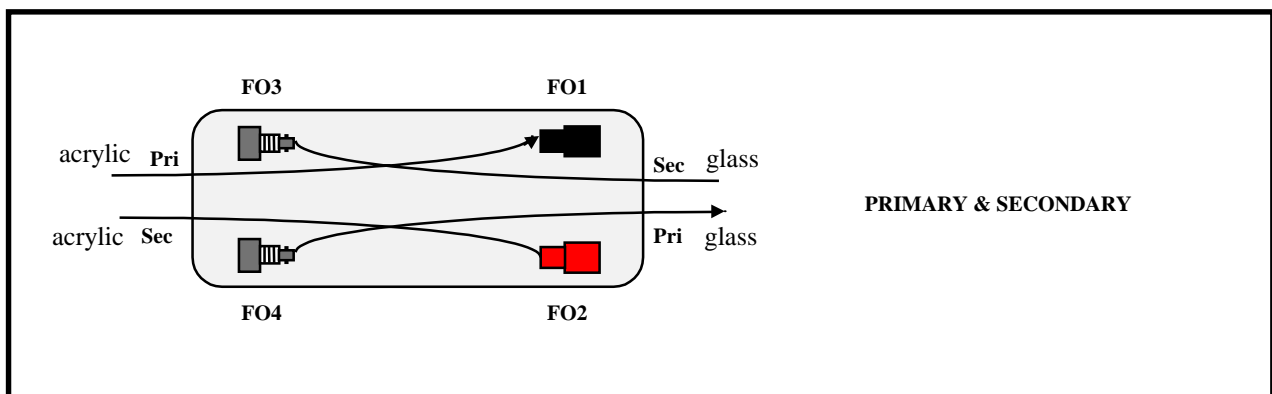 FO3 FO1
acrylic Pri Sec glass
PRIMARY & SECONDARY
acrylic Sec Pri glass
FO4 FO2